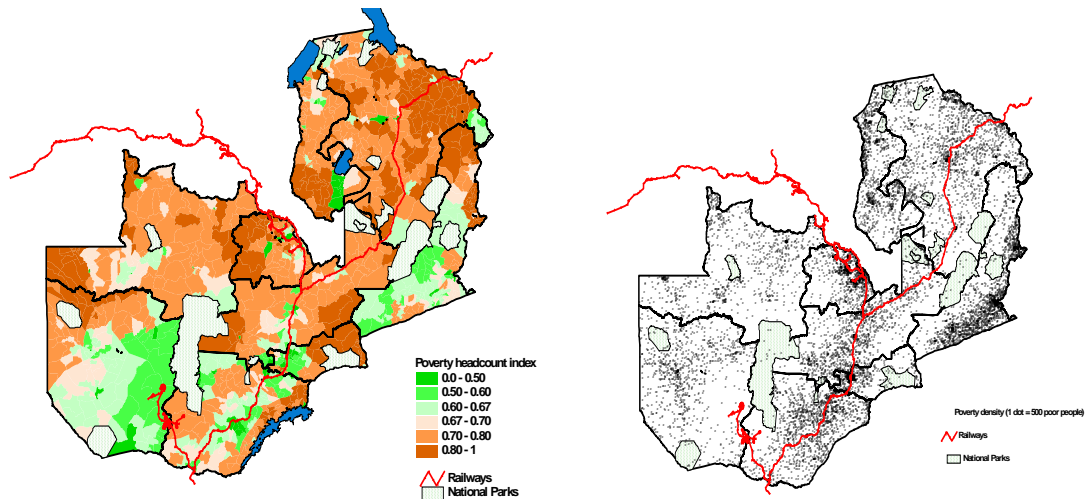 Poverty headcount index
0.0 - 0.50
0.50 - 0.60
0.60 - 0.67
0.67 - 0.70
0.70 - 0.80
0.80 - 1
Railways
National Parks
Poverty density (1 dot = 500 poor people)
Railways
National Parks